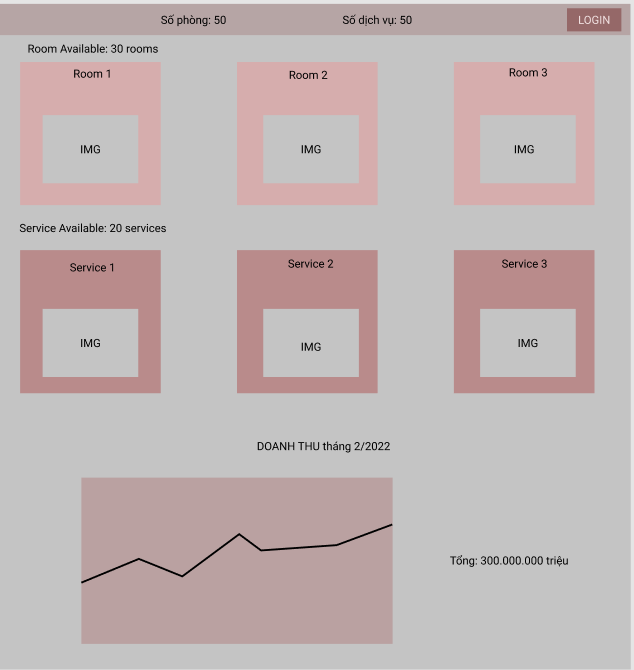 Số phòng: 50
Số dịch vụ: 50
LOGIN
Room Available: 30 rooms
Room 1
Room 2
Room 3
IMG
IMG
IMG
Service Available: 20 services
Service 1
Service 2
Service 3
IMG
IMG
IMG
DOANH THU tháng 2/2022
Tổng: 300.000.000 triệu